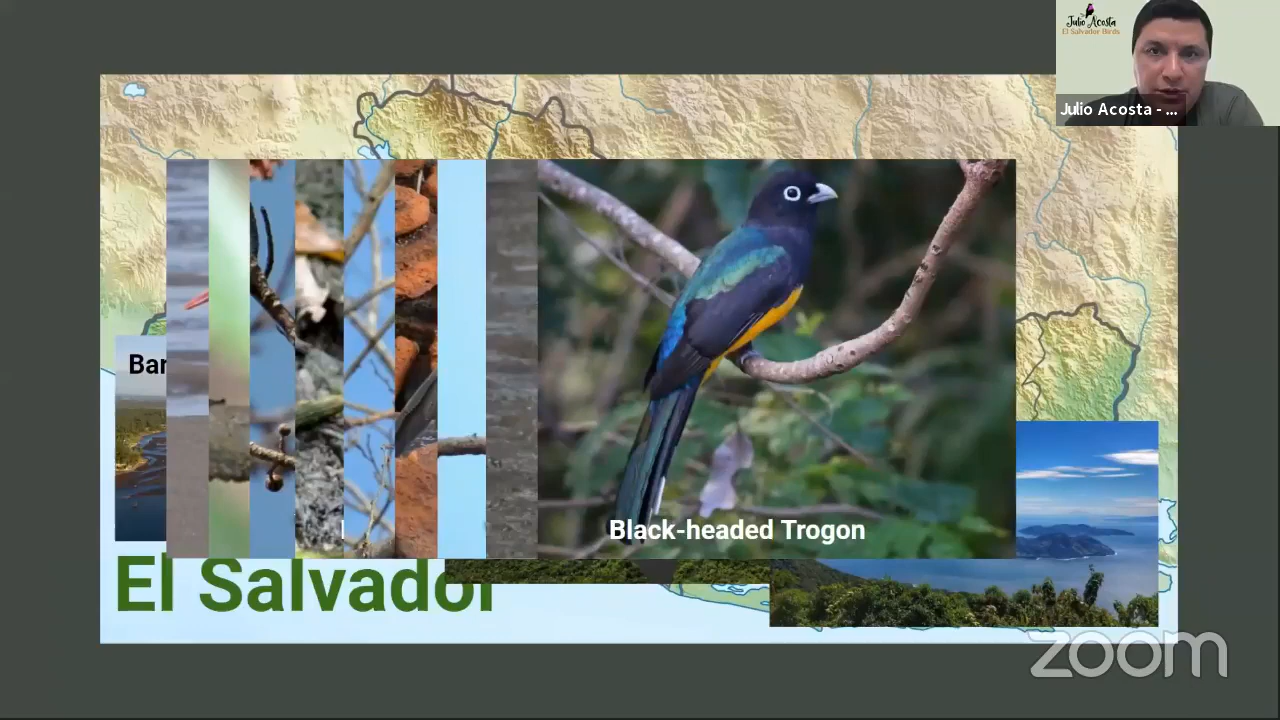 Julio Acosta
El Salvador Birds
Julio Acosta - ...
Bar
Black-headed Trogon
El Salvador
zoom